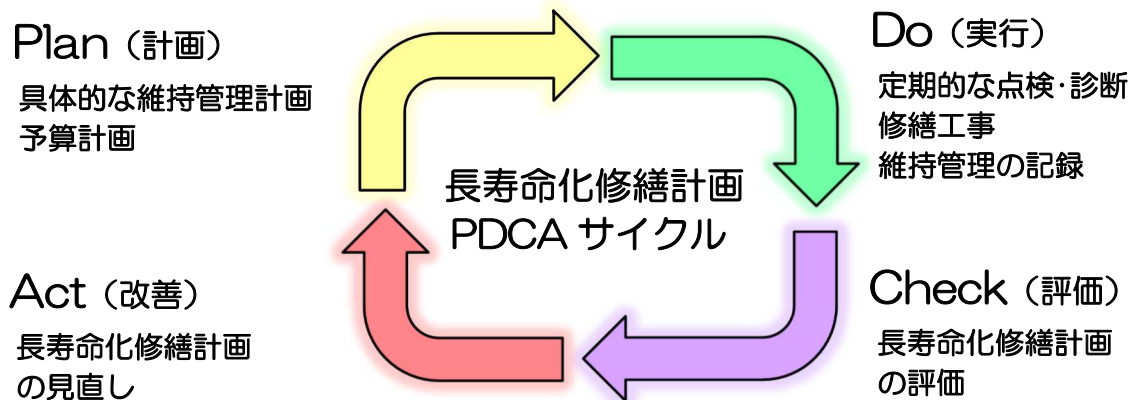 Plan（計画）
具体的な維持管理計画
予算計画
Do（実行）
定期的な点検・診断
修繕工事
維持管理の記録
長寿命化修繕計画
PDCA サイクル
Act（改善）
長寿命化修繕計画
の見直し
Check（評価）
長寿命化修繕計画
の評価